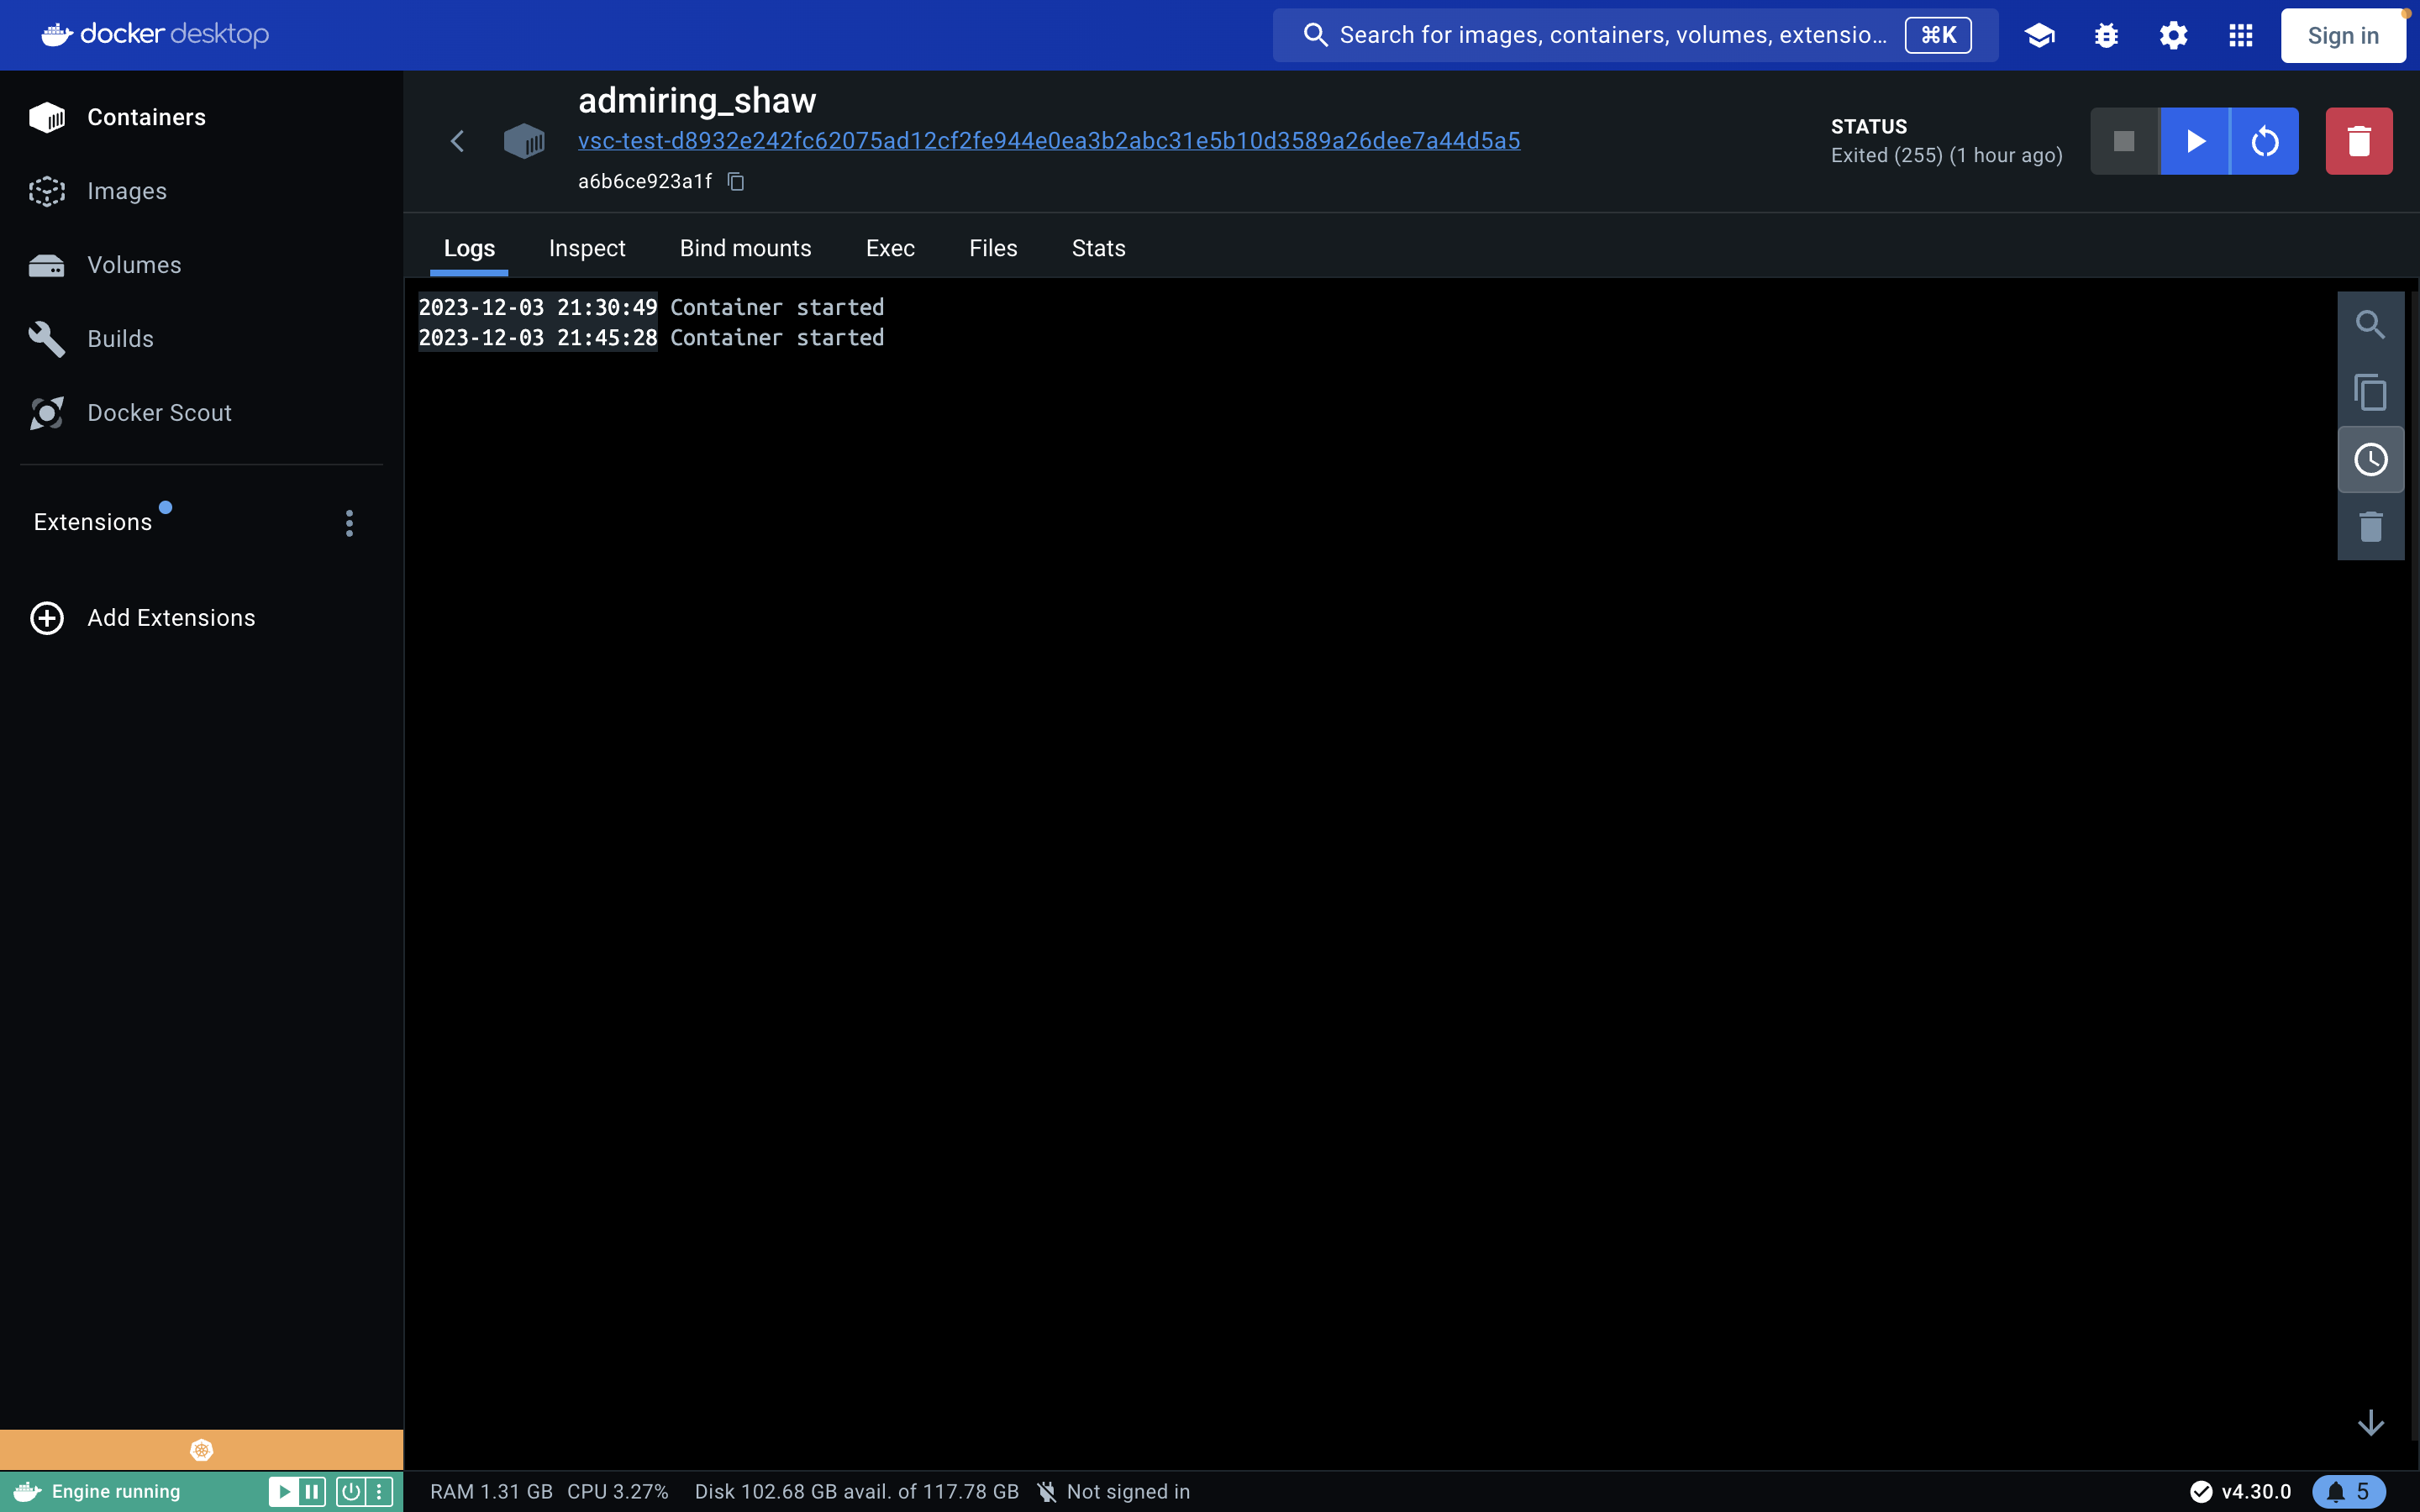 docker desktop
Search for images, containers, volumes, extensio... ⌘K
Sign in
Containers
Images
Volumes
Builds
Docker Scout
Extensions
Add Extensions
admiring_shaw
vsc-test-d8932e242fc62075ad12cf2fe944e0ea3b2abc31e5b10d3589a26dee7a44d5a5
a6b6ce923a1f
STATUS
Exited (255) (1 hour ago)
Logs Inspect Bind mounts Exec Files Stats
2023-12-03 21:30:49 Container started
2023-12-03 21:45:28 Container started
Engine running
RAM 1.31 GB CPU 3.27% Disk 102.68 GB avail. of 117.78 GB Not signed in
v4.30.0 5